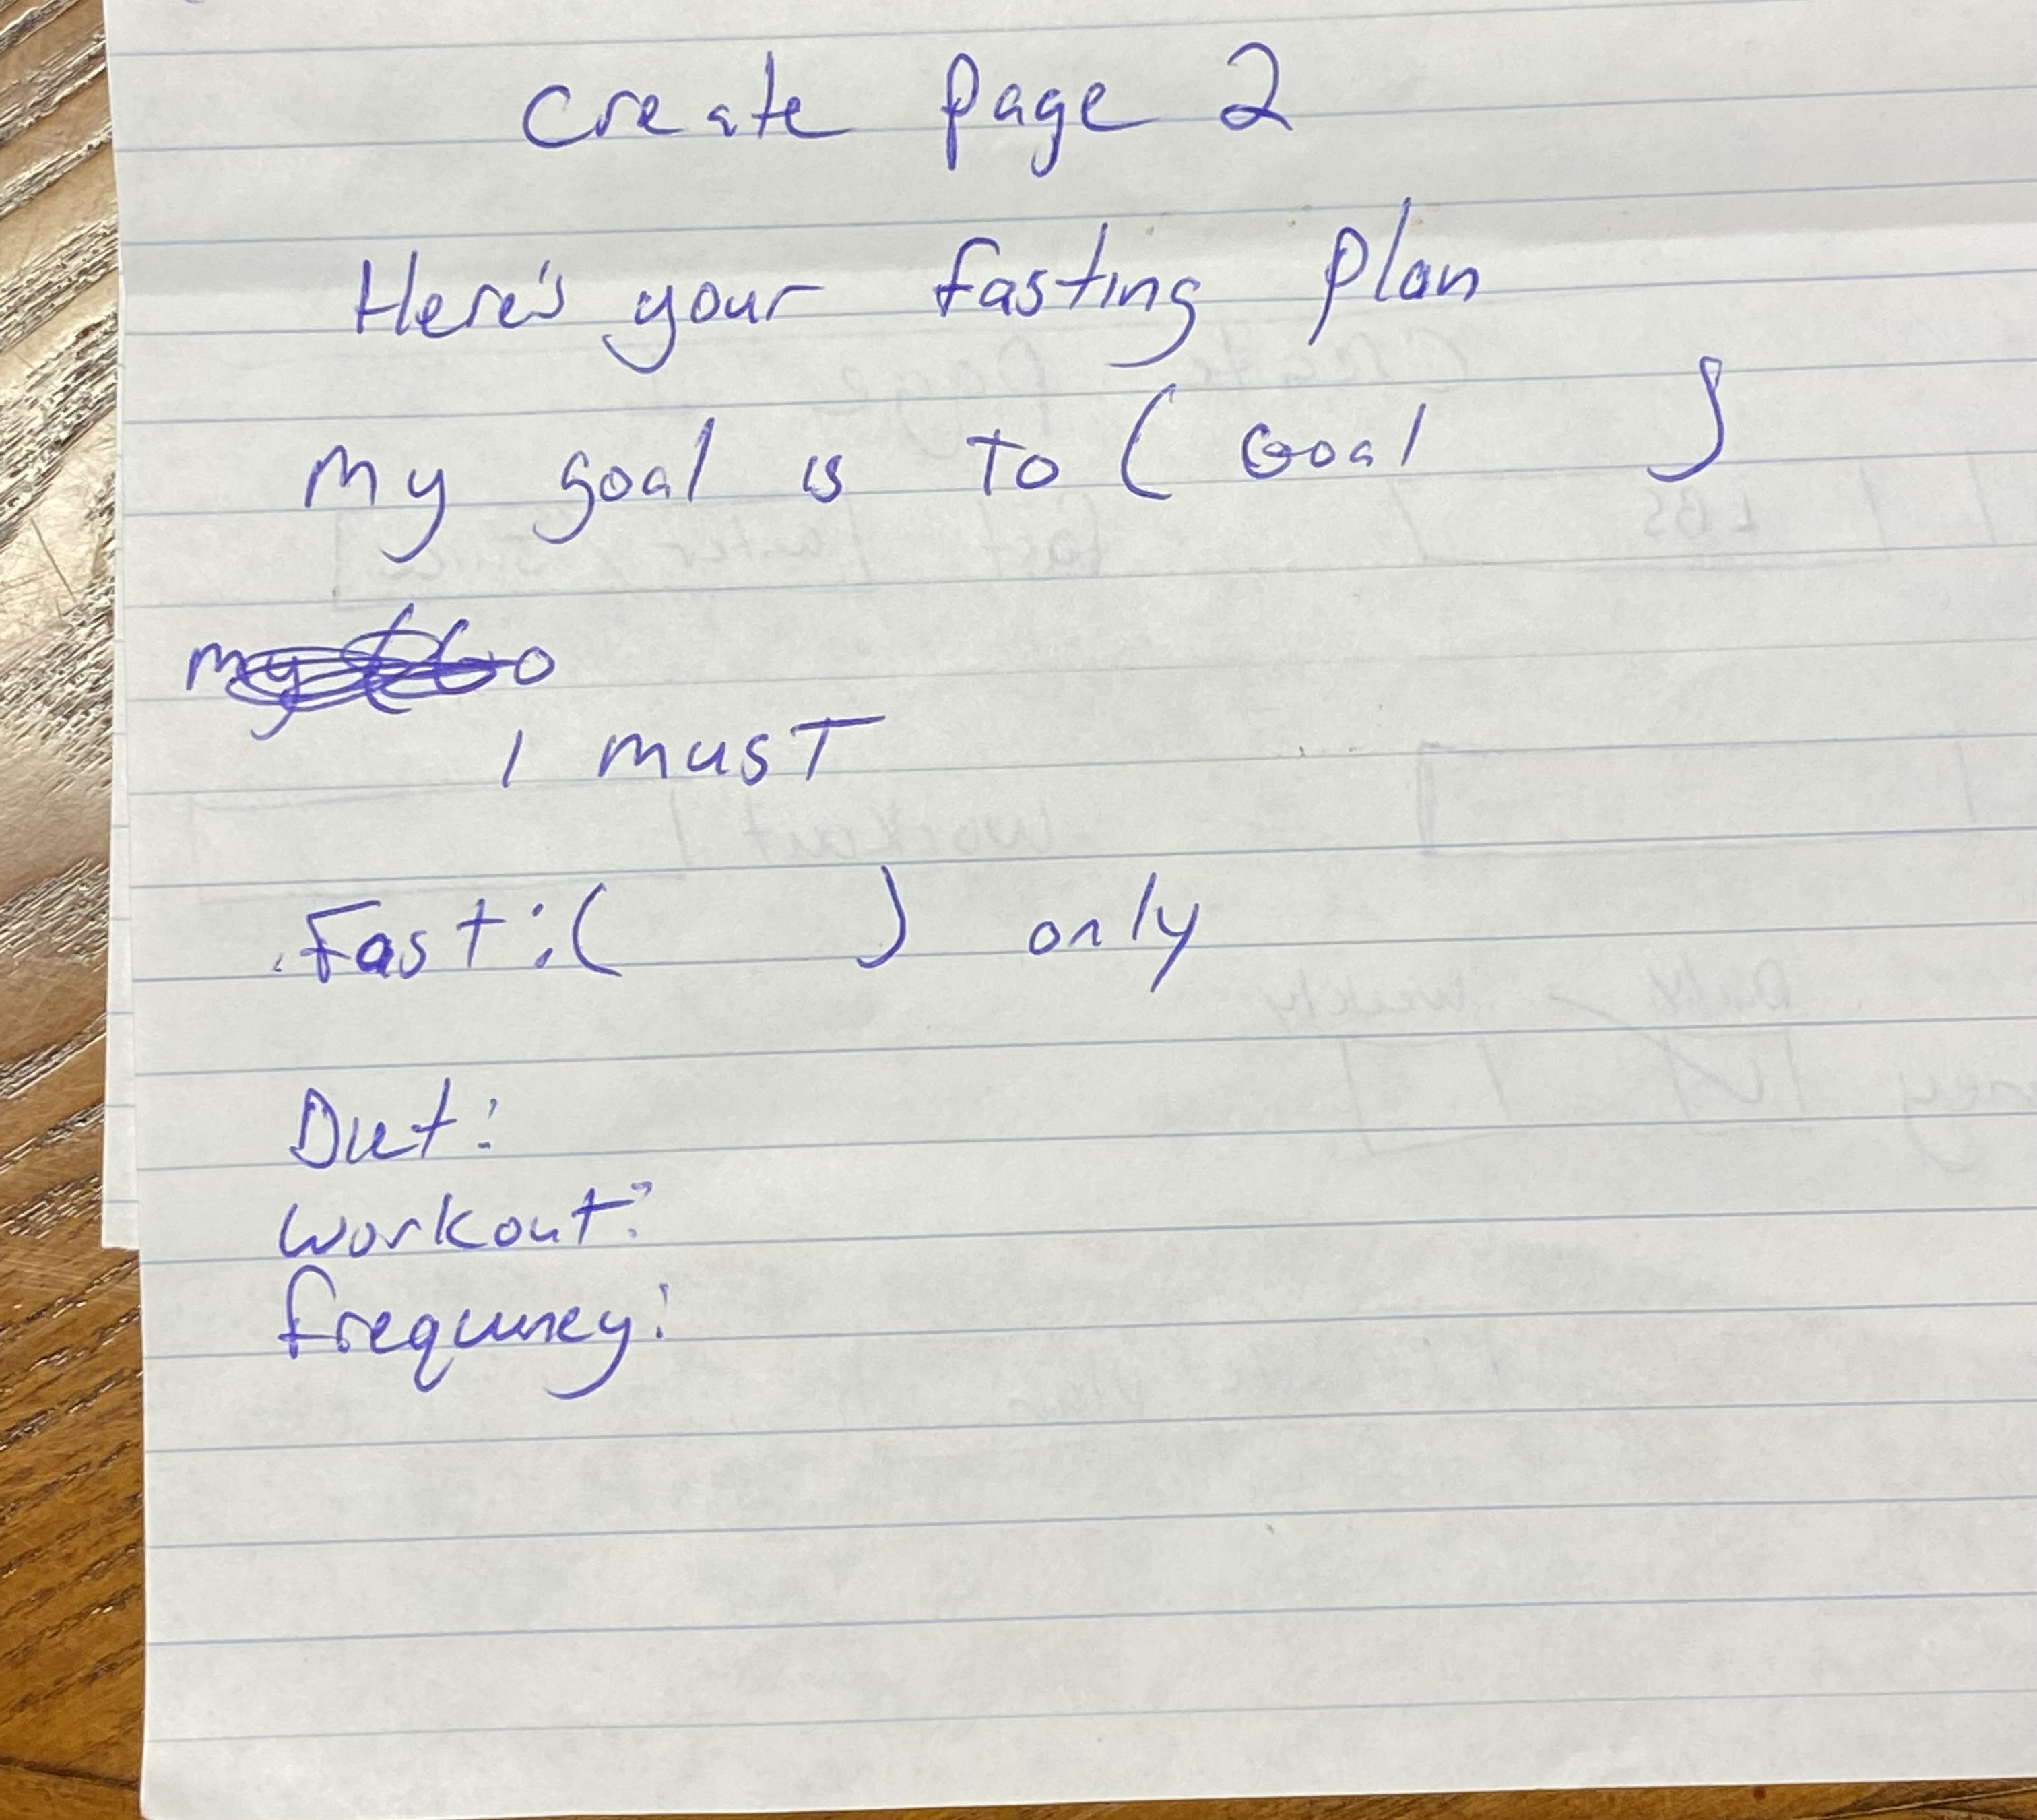 Create Page 2
Here's your fasting plan
My goal is To ( Goal )
I must
Fast: ( ) only
Diet:
Workout:
frequency: